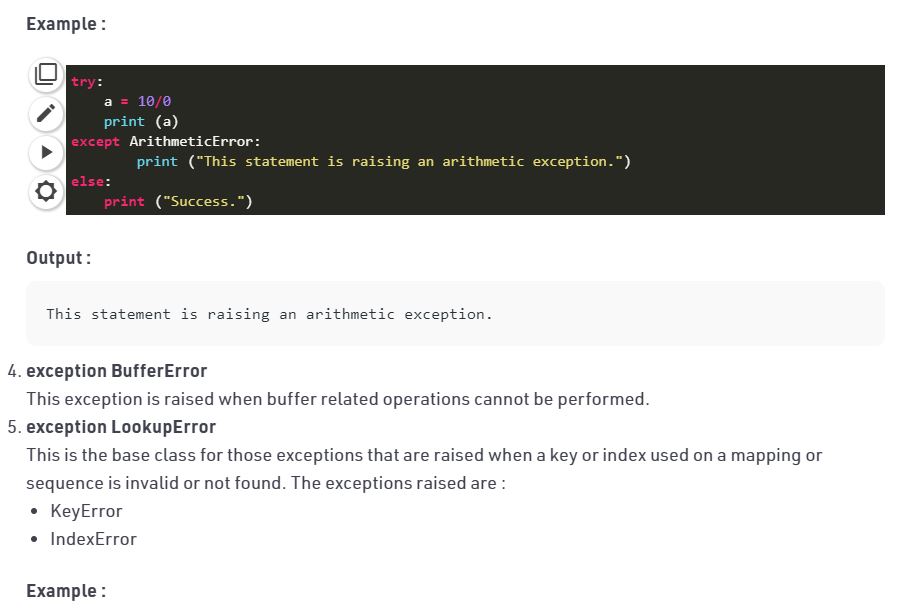 Example :
try:
    a = 10/0
    print (a)
except ArithmeticError:
        print ("This statement is raising an arithmetic exception.")
else:
    print ("Success.")
Output :
This statement is raising an arithmetic exception.
4. exception BufferError
This exception is raised when buffer related operations cannot be performed.
5. exception LookupError
This is the base class for those exceptions that are raised when a key or index used on a mapping or
sequence is invalid or not found. The exceptions raised are :
• KeyError
• IndexError
Example :